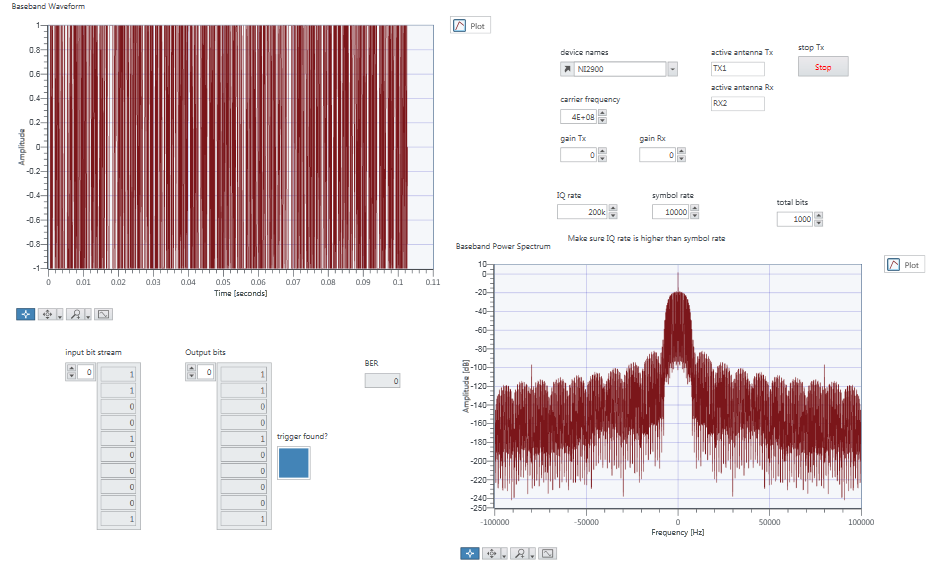 Baseband Waveform
Plot
1
0.8
0.6
0.4
0.2
0
-0.2
-0.4
-0.6
-0.8
-1
Amplitude
0 0.01 0.02 0.03 0.04 0.05 0.06 0.07 0.08 0.09 0.1 0.11
Time [seconds]
device names
NI2900
active antenna Tx
TX1
stop Tx
Stop
active antenna Rx
RX2
carrier frequency
4E+08
gain Tx
0
gain Rx
0
IQ rate
200k
symbol rate
10000
total bits
1000
Make sure IQ rate is higher than symbol rate
Baseband Power Spectrum
Plot
10
0
-20
-40
-60
-80
-100
-120
-140
-160
-180
-200
-220
-240
-250
Amplitude [dB]
-100000 -50000 0 50000 100000
Frequency [Hz]
input bit stream
0
1
1
0
0
1
0
0
0
0
1
Output bits
0
1
1
0
0
1
0
0
0
0
1
trigger found?
BER
0